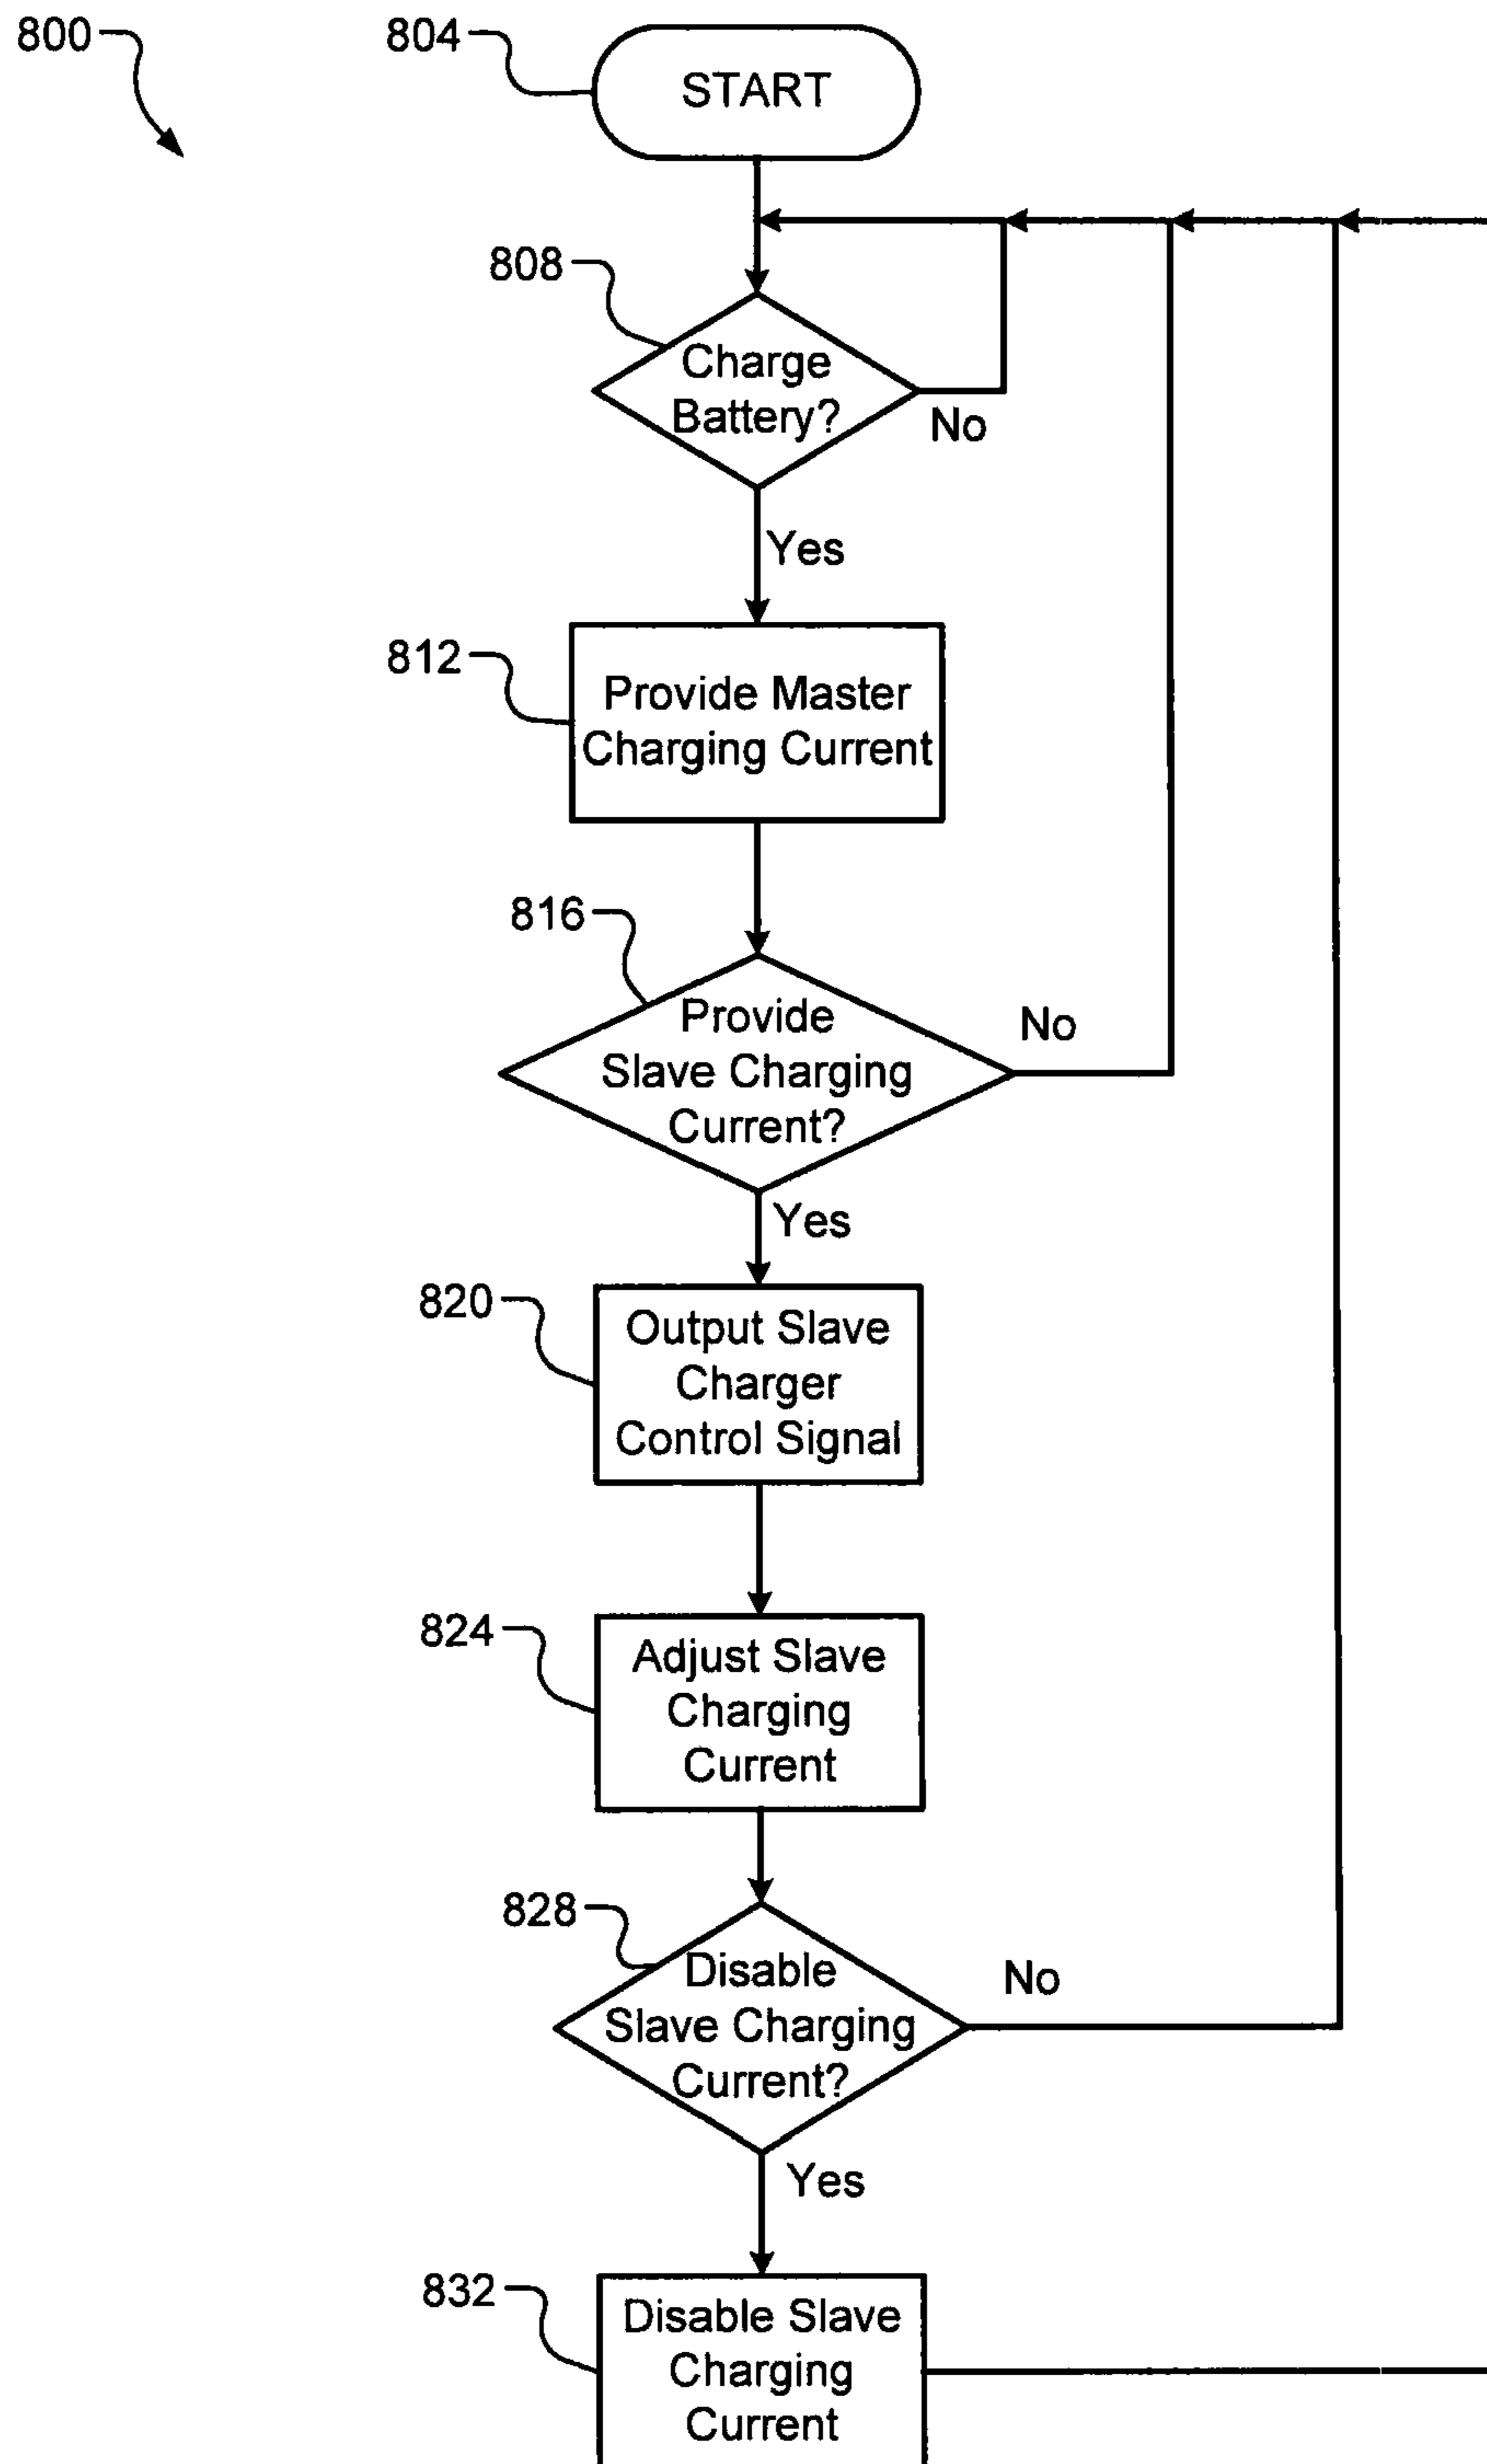 800
804
START
808
Charge
Battery?
No
Yes
812
Provide Master
Charging Current
816
Provide
Slave Charging
Current?
No
Yes
820
Output Slave
Charger
Control Signal
824
Adjust Slave
Charging
Current
828
Disable
Slave Charging
Current?
No
Yes
832
Disable Slave
Charging
Current